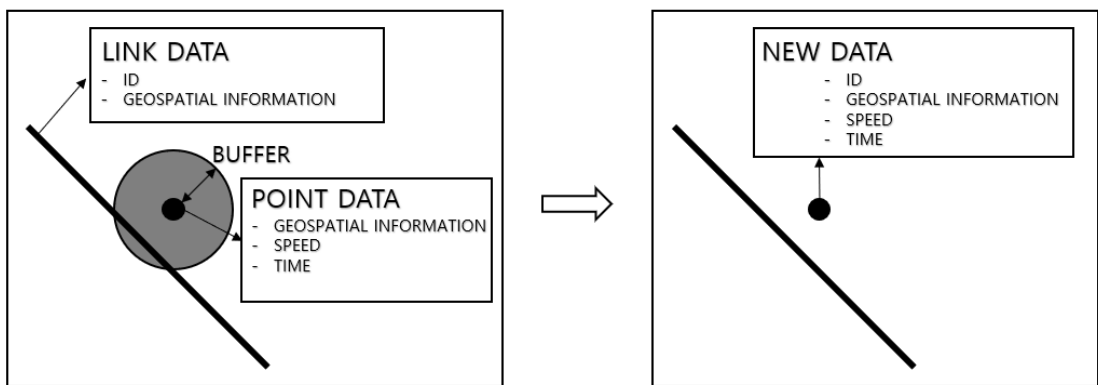 LINK DATA
- ID
- GEOSPATIAL INFORMATION
BUFFER
POINT DATA
- GEOSPATIAL INFORMATION
- SPEED
- TIME
NEW DATA
- ID
- GEOSPATIAL INFORMATION
- SPEED
- TIME